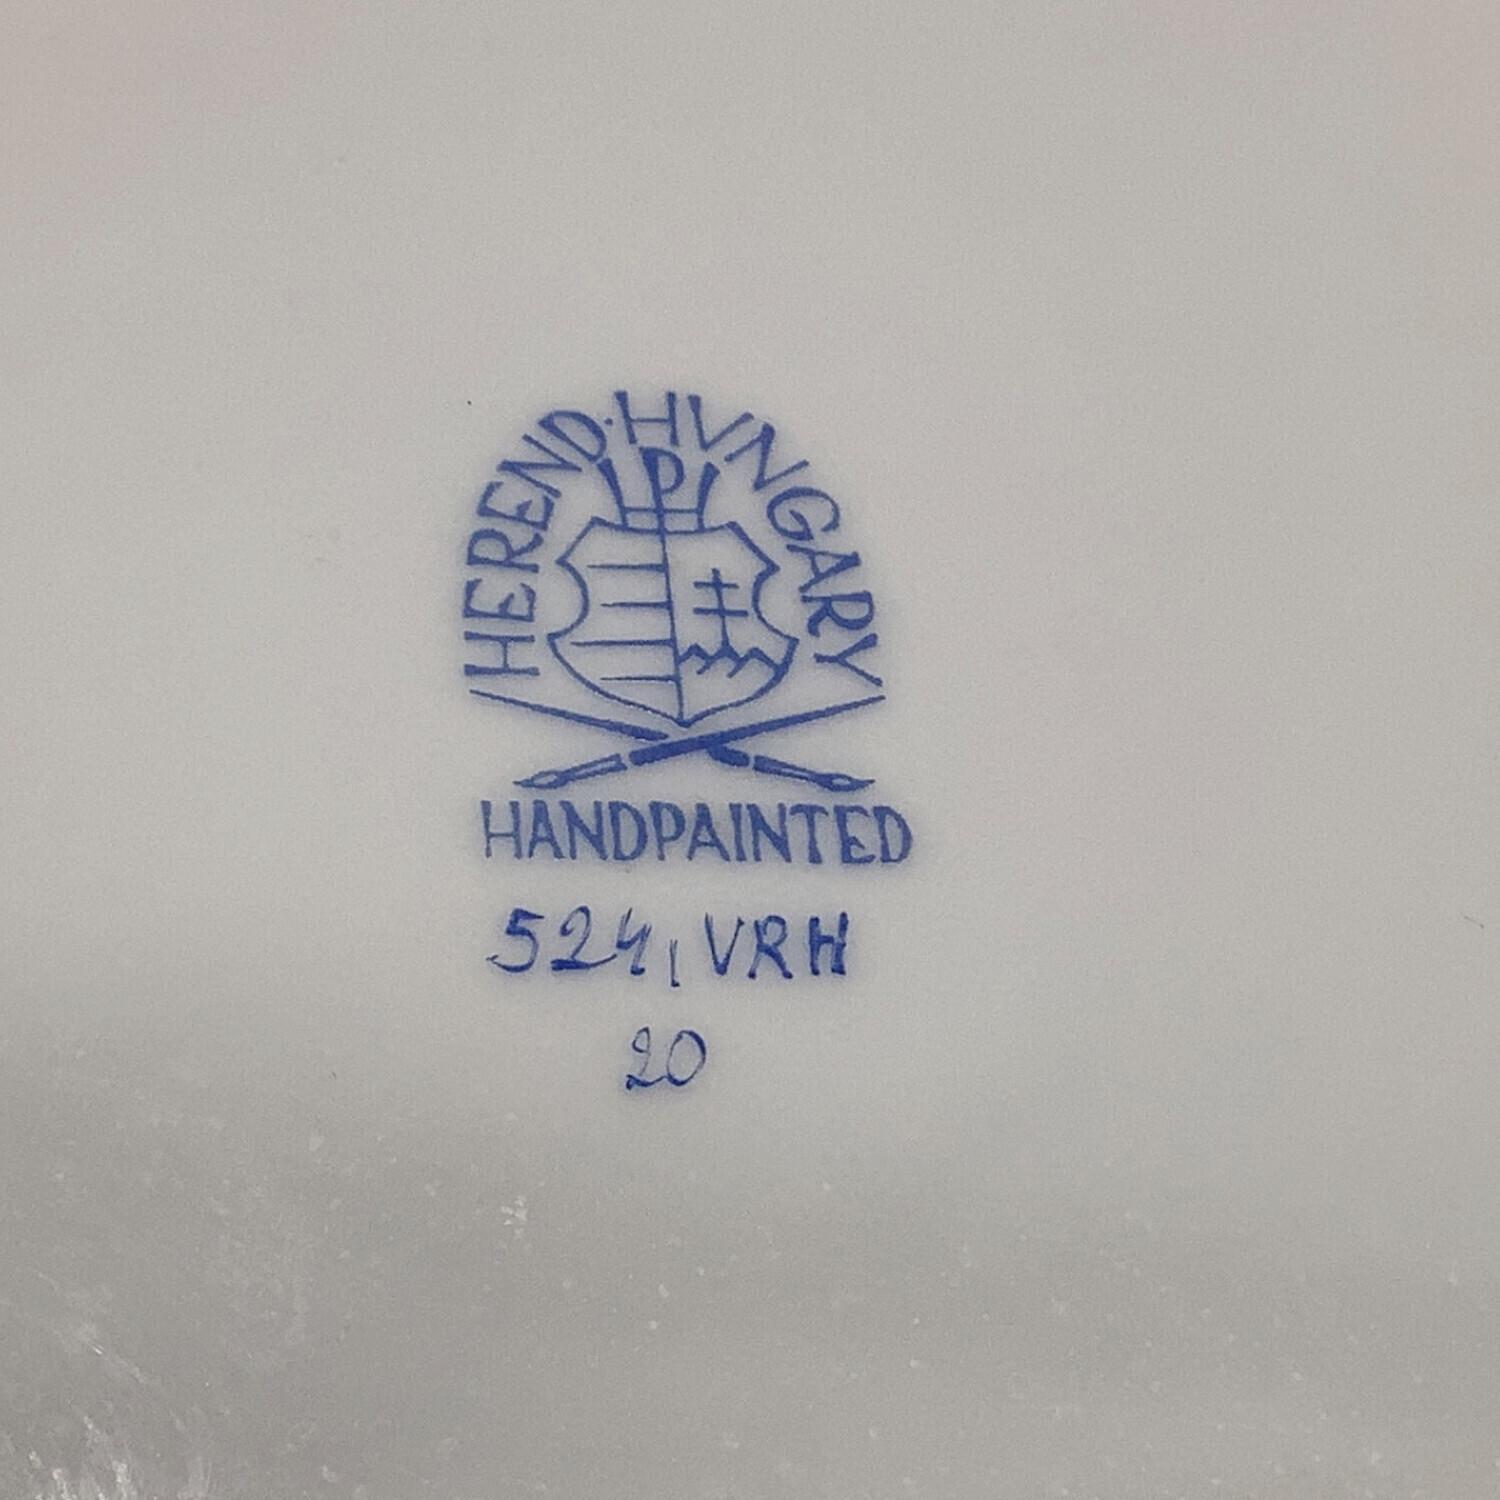 HEREND·HVNGARY
HANDPAINTED
524, VRH
20